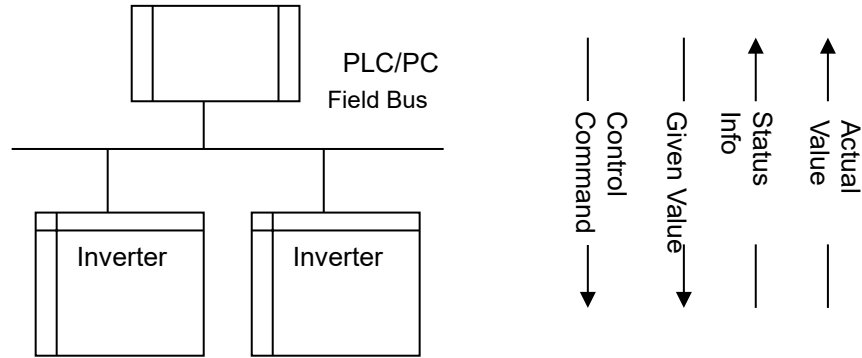 PLC/PC
Field Bus
Inverter
Inverter
Control
Command
Given Value
Status
Info
Actual
Value